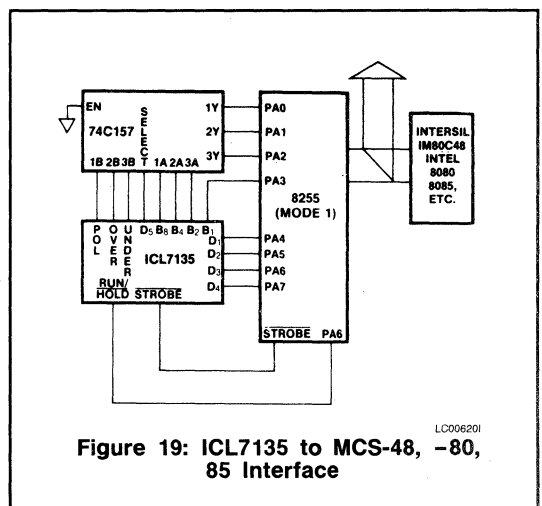 EN
SELECT
1Y
74C157
2Y
3Y
1B 2B 3B 1A 2A 3A
PA0
PA1
PA2
PA3
8255
(MODE 1)
PA4
PA5
PA6
PA7
STROBE PA6
INTERSIL
IM80C48
INTEL
8080
8085,
ETC.
POL
OVER
UNDER
D5 B8 B4 B2 B1
D1
D2
D3
D4
ICL7135
RUN/
HOLD STROBE
LC00620I
Figure 19: ICL7135 to MCS-48, -80,
85 Interface